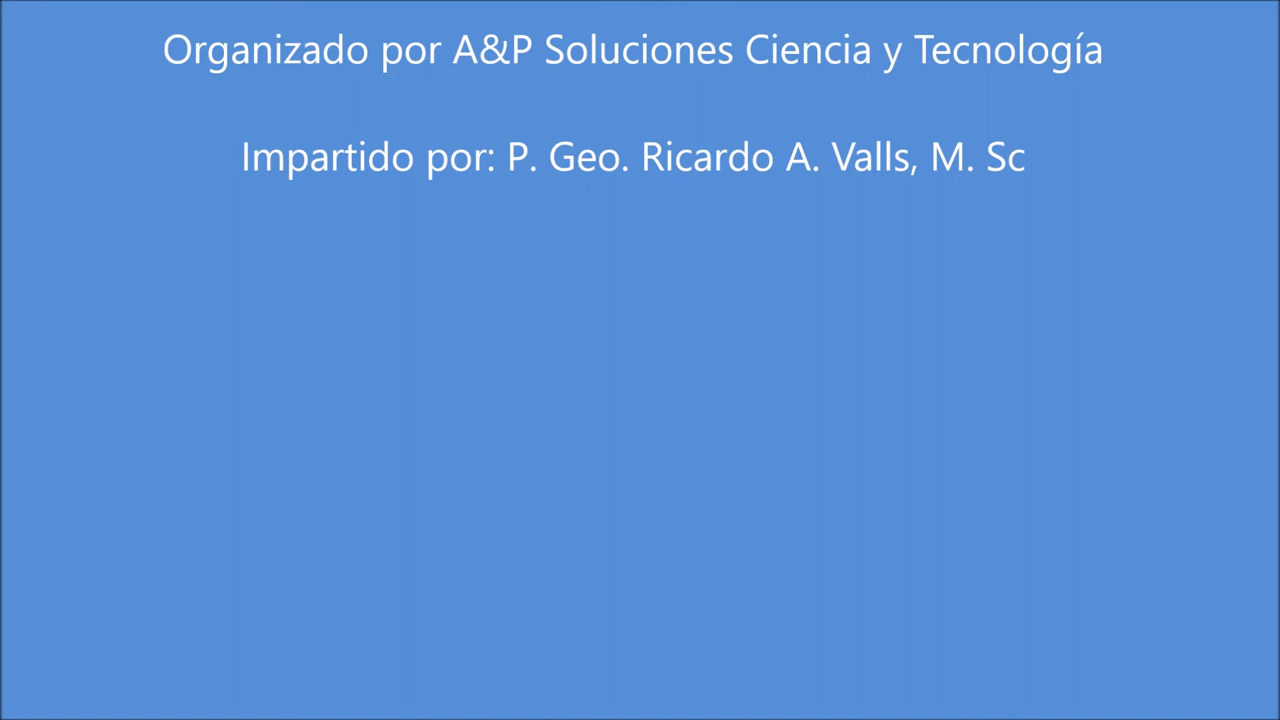 Organizado por A&P Soluciones Ciencia y Tecnología
Impartido por: P. Geo. Ricardo A. Valls, M. Sc